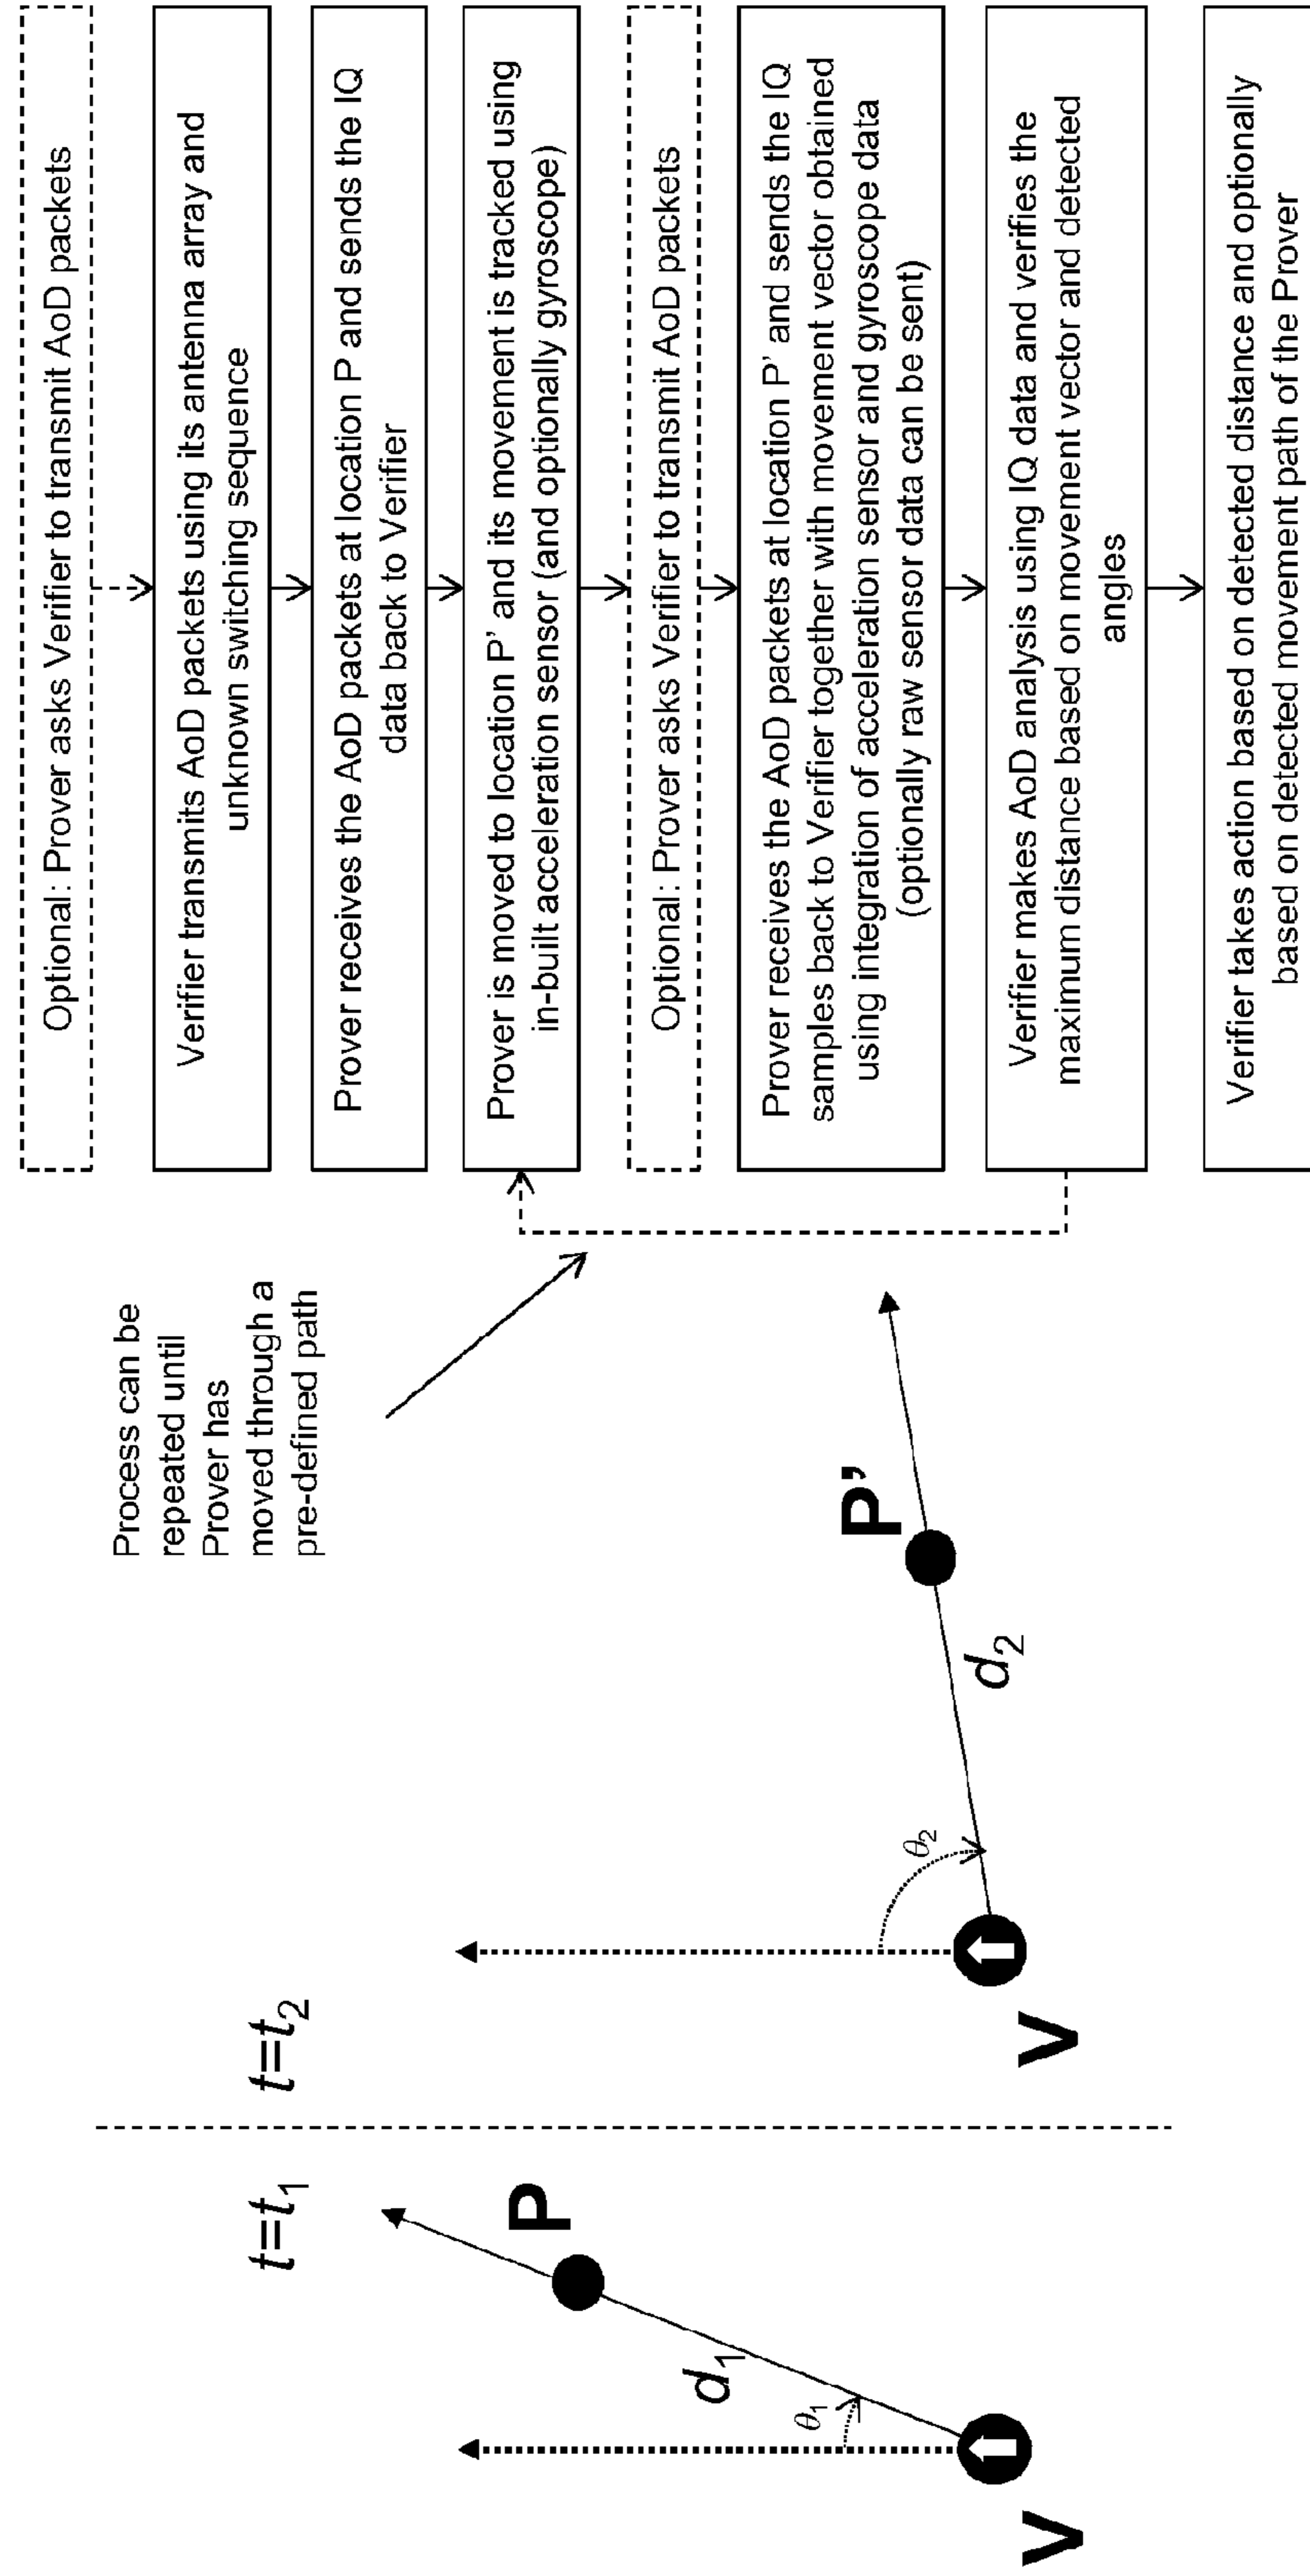 t=t1
P
d1
θ1
V
t=t2
P'
d2
θ2
V
Process can be
repeated until
Prover has
moved through a
pre-defined path
Optional: Prover asks Verifier to transmit AoD packets
Verifier transmits AoD packets using its antenna array and
unknown switching sequence
Prover receives the AoD packets at location P and sends the IQ
data back to Verifier
Prover is moved to location P' and its movement is tracked using
in-built acceleration sensor (and optionally gyroscope)
Optional: Prover asks Verifier to transmit AoD packets
Prover receives the AoD packets at location P' and sends the IQ
samples back to Verifier together with movement vector obtained
using integration of acceleration sensor and gyroscope data
(optionally raw sensor data can be sent)
Verifier makes AoD analysis using IQ data and verifies the
maximum distance based on movement vector and detected
angles
Verifier takes action based on detected distance and optionally
based on detected movement path of the Prover